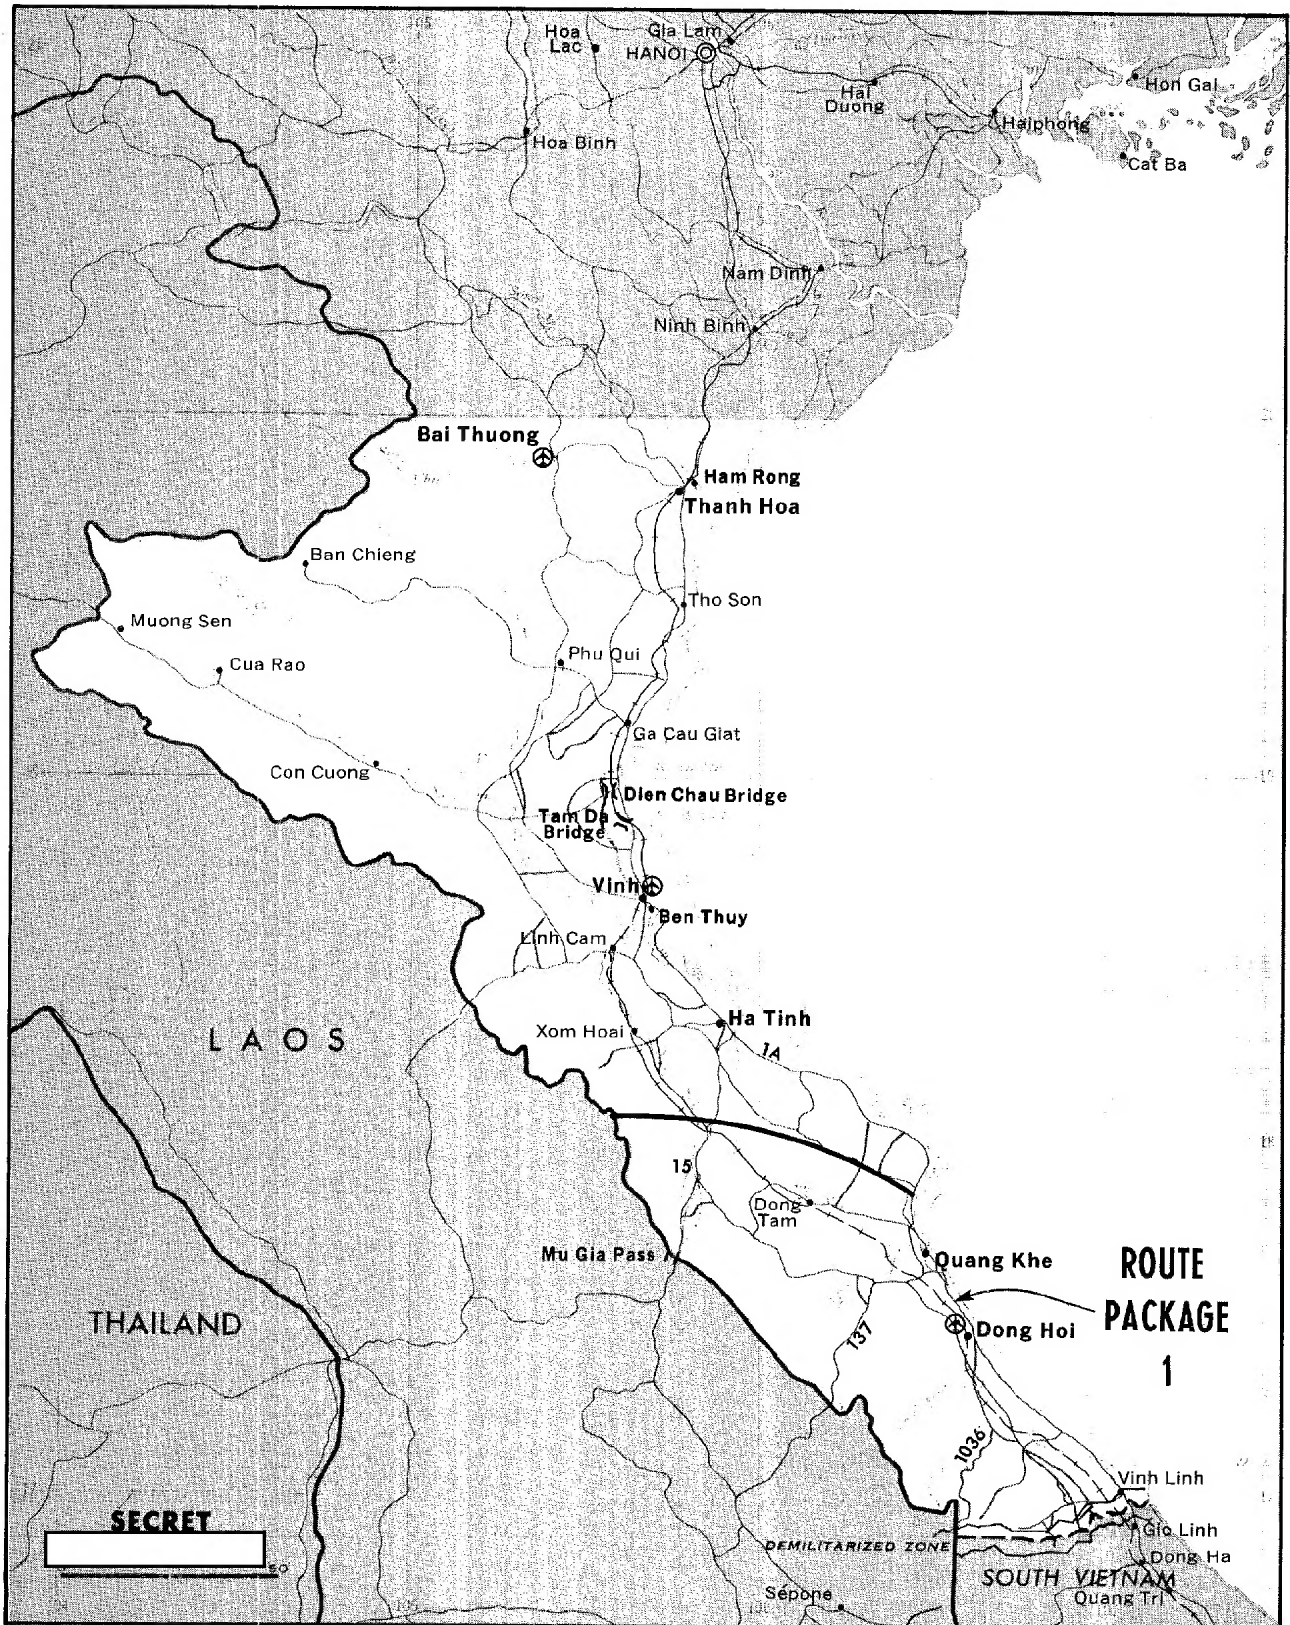 Hoa
Lac
Gia Lam
HANOI
Hai
Duong
Hon Gai
Haiphong
Cat Ba
Hoa Binh
Nam Dinh
Ninh Binh
Bai Thuong
Ham Rong
Thanh Hoa
Ban Chieng
Tho Son
Muong Sen
Cua Rao
Phu Qui
Ga Cau Giat
Con Cuong
Dien Chau Bridge
Tam Da
Bridge
Vinh
Ben Thuy
Linh Cam
LAOS
Xom Hoai
Ha Tinh
1A
15
Dong
Tam
Mu Gia Pass
Quang Khe
ROUTE
PACKAGE
1
THAILAND
137
Dong Hoi
1036
Vinh Linh
SECRET
50
DEMILITARIZED ZONE
Gio Linh
Dong Ha
SOUTH VIETNAM
Quang Tri
Sépone